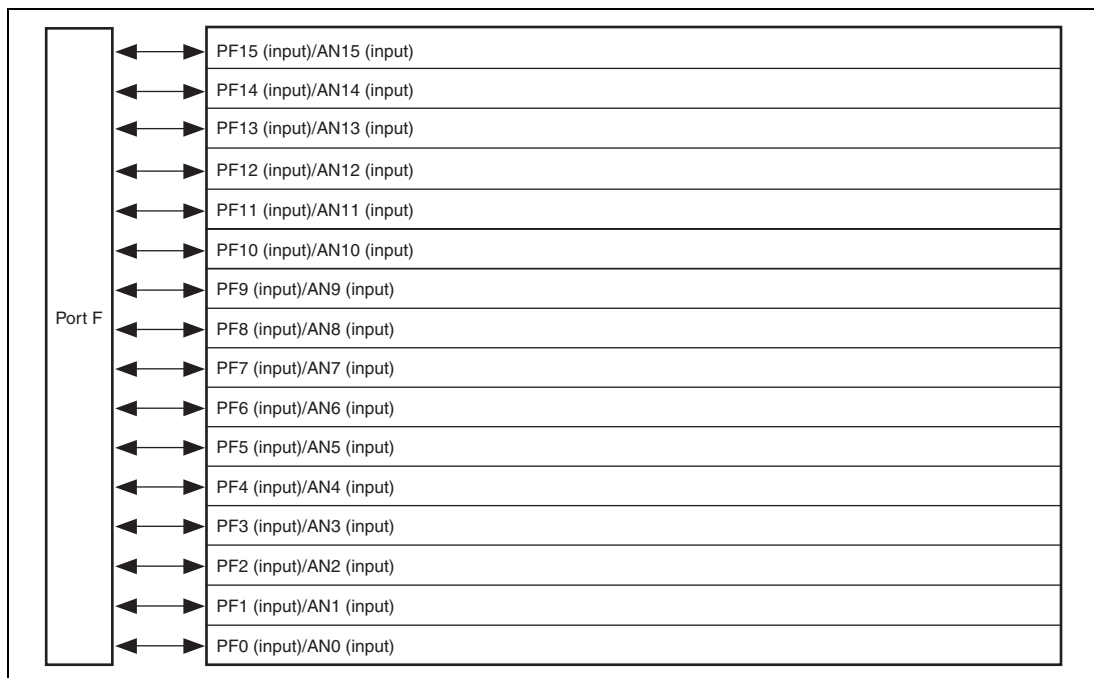 PF15 (input)/AN15 (input)
PF14 (input)/AN14 (input)
PF13 (input)/AN13 (input)
PF12 (input)/AN12 (input)
PF11 (input)/AN11 (input)
PF10 (input)/AN10 (input)
PF9 (input)/AN9 (input)
Port F
PF8 (input)/AN8 (input)
PF7 (input)/AN7 (input)
PF6 (input)/AN6 (input)
PF5 (input)/AN5 (input)
PF4 (input)/AN4 (input)
PF3 (input)/AN3 (input)
PF2 (input)/AN2 (input)
PF1 (input)/AN1 (input)
PF0 (input)/AN0 (input)